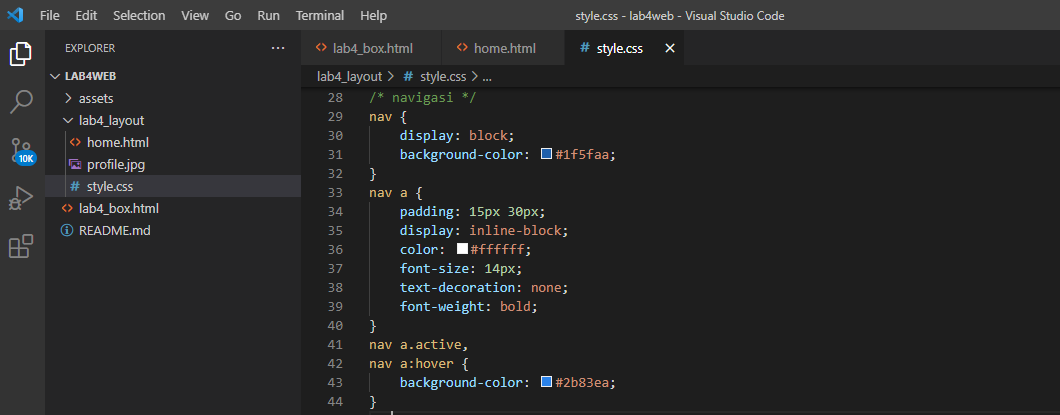 File Edit Selection View Go Run Terminal Help style.css - lab4web - Visual Studio Code
EXPLORER ...
LAB4WEB
assets
lab4_layout
home.html
profile.jpg
style.css
lab4_box.html
README.md
10K
lab4_box.html home.html # style.css ×
lab4_layout > # style.css > ...
28 /* navigasi */
29 nav {
30 display: block;
31 background-color: #1f5faa;
32 }
33 nav a {
34 padding: 15px 30px;
35 display: inline-block;
36 color: #ffffff;
37 font-size: 14px;
38 text-decoration: none;
39 font-weight: bold;
40 }
41 nav a.active,
42 nav a:hover {
43 background-color: #2b83ea;
44 }